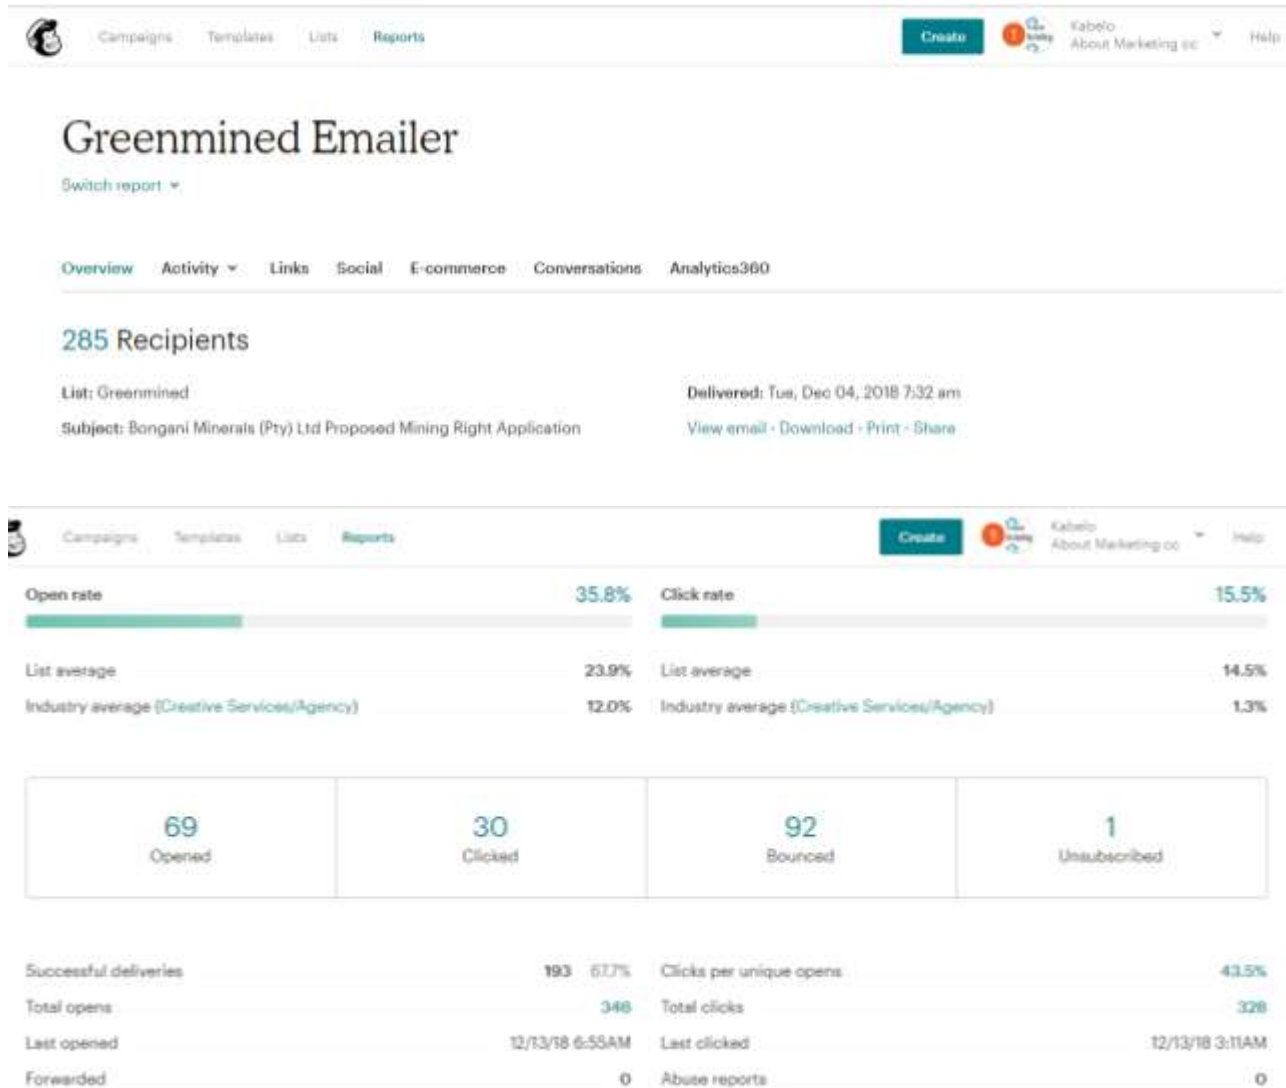 Campaigns Templates Lists Reports Create Kabelo Help
About Marketing cc
Greenmined Emailer
Switch report
Overview Activity Links Social E-commerce Conversations Analytics360
285 Recipients
List: Greenmined Delivered: Tue, Dec 04, 2018 7:32 am
Subject: Bongani Minerals (Pty) Ltd Proposed Mining Right Application View email · Download · Print · Share
Campaigns Templates Lists Reports Create Kabelo Help
About Marketing cc
Open rate 35.8% Click rate 15.5%
List average 23.9% List average 14.5%
Industry average (Creative Services/Agency) 12.0% Industry average (Creative Services/Agency) 1.3%
69 30 92 1
Opened Clicked Bounced Unsubscribed
Successful deliveries 193 67.7% Clicks per unique opens 43.5%
Total opens 346 Total clicks 328
Last opened 12/13/18 6:55AM Last clicked 12/13/18 3:11AM
Forwarded 0 Abuse reports 0